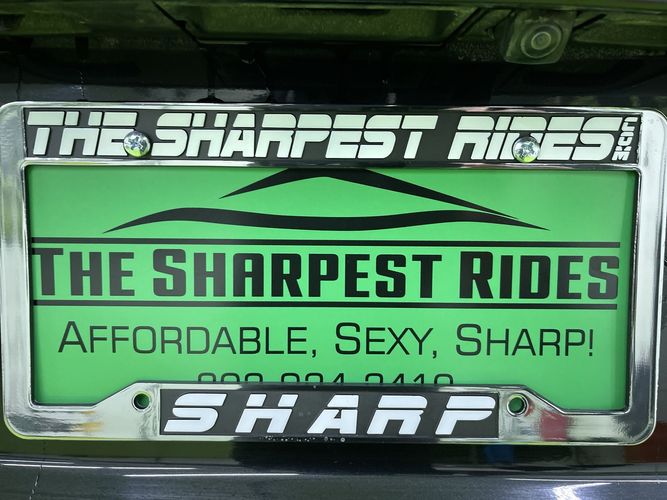 THE SHARPEST RIDES.COM
THE SHARPEST RIDES
AFFORDABLE, SEXY, SHARP!
SHARP